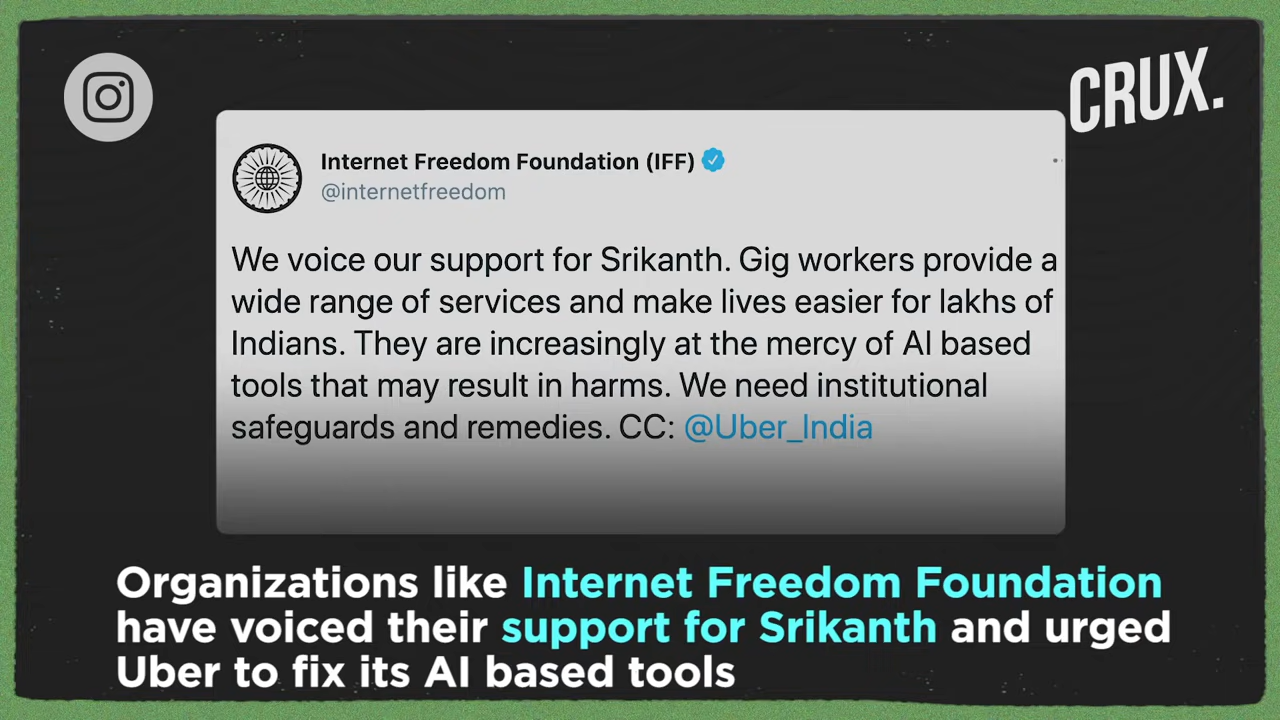 CRUX.
Internet Freedom Foundation (IFF)
@internetfreedom
We voice our support for Srikanth. Gig workers provide a
wide range of services and make lives easier for lakhs of
Indians. They are increasingly at the mercy of AI based
tools that may result in harms. We need institutional
safeguards and remedies. CC: @Uber_India
Organizations like Internet Freedom Foundation
have voiced their support for Srikanth and urged
Uber to fix its AI based tools